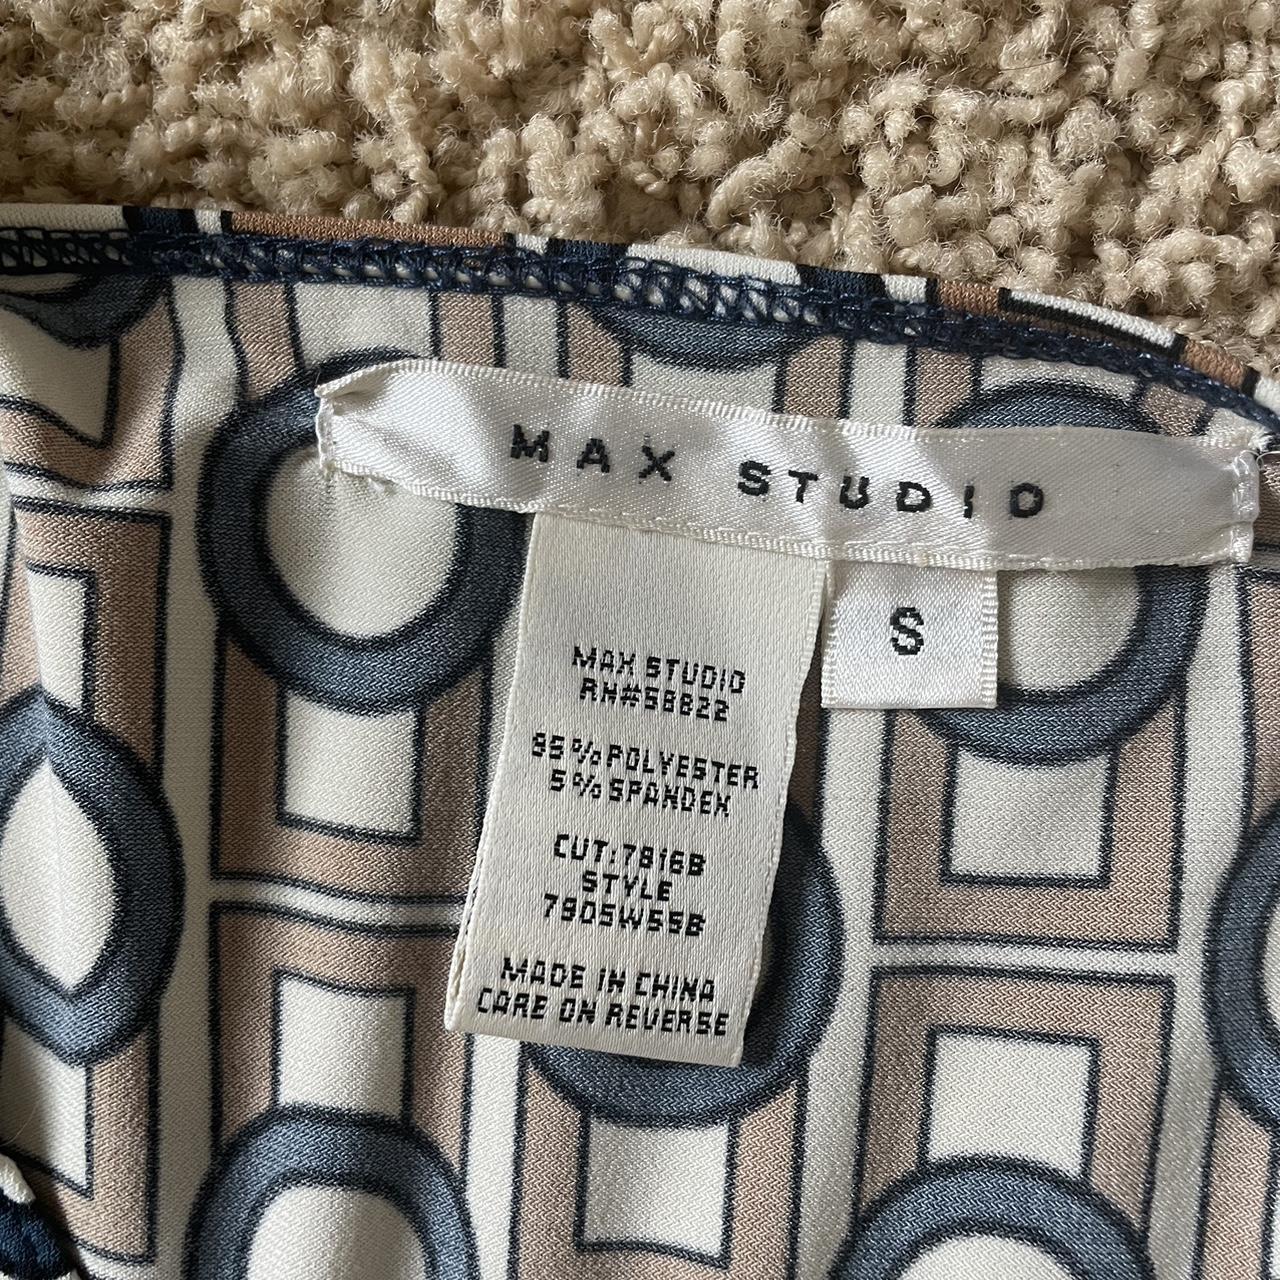 MAX STUDIO
S
MAX STUDIO
RN#58822
95% POLYESTER
5% SPANDEX
CUT:7816B
STYLE
7905W55B
MADE IN CHINA
CARE ON REVERSE